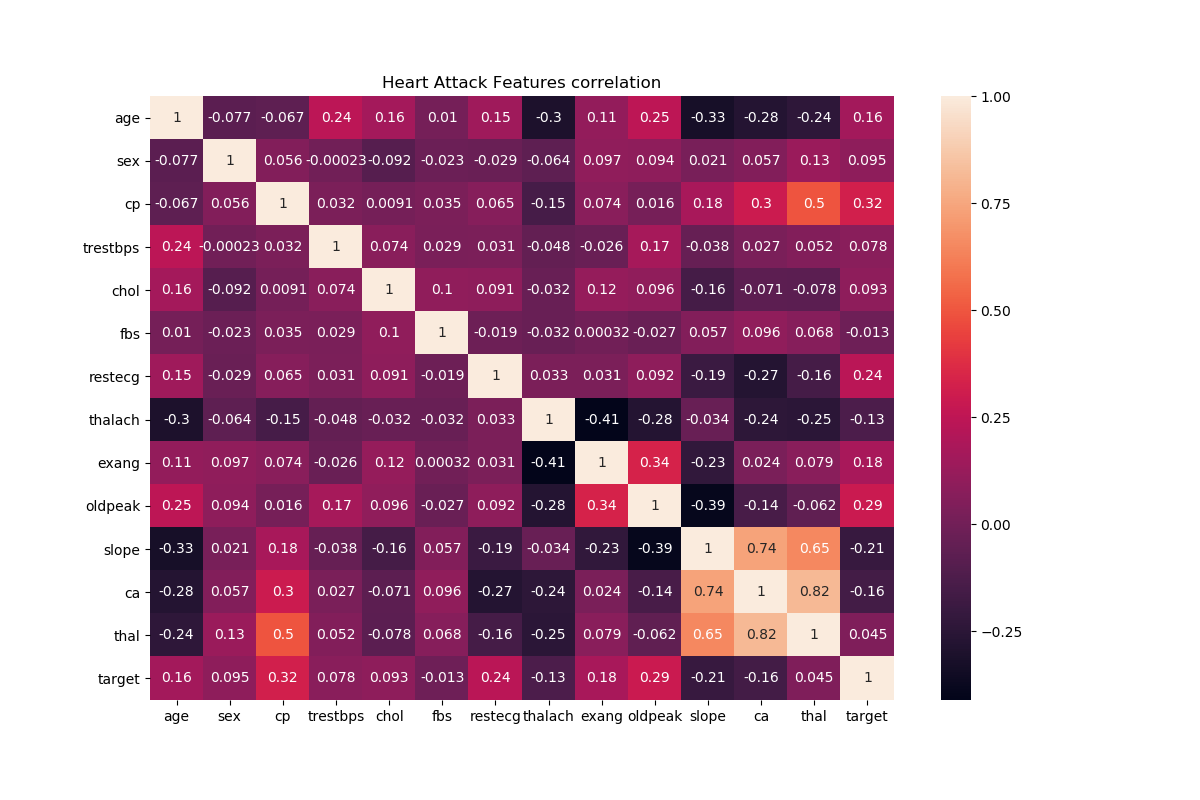 Heart Attack Features correlation
age 1 -0.077 -0.067 0.24 0.16 0.01 0.15 -0.3 0.11 0.25 -0.33 -0.28 -0.24 0.16
sex -0.077 1 0.056 -0.00023 -0.092 -0.023 -0.029 -0.064 0.097 0.094 0.021 0.057 0.13 0.095
cp -0.067 0.056 1 0.032 0.0091 0.035 0.065 -0.15 0.074 0.016 0.18 0.3 0.5 0.32
trestbps 0.24 -0.00023 0.032 1 0.074 0.029 0.031 -0.048 -0.026 0.17 -0.038 0.027 0.052 0.078
chol 0.16 -0.092 0.0091 0.074 1 0.1 0.091 -0.032 0.12 0.096 -0.16 -0.071 -0.078 0.093
fbs 0.01 -0.023 0.035 0.029 0.1 1 -0.019 -0.032 0.00032 -0.027 0.057 0.096 0.068 -0.013
restecg 0.15 -0.029 0.065 0.031 0.091 -0.019 1 0.033 0.031 0.092 -0.19 -0.27 -0.16 0.24
thalach -0.3 -0.064 -0.15 -0.048 -0.032 -0.032 0.033 1 -0.41 -0.28 -0.034 -0.24 -0.25 -0.13
exang 0.11 0.097 0.074 -0.026 0.12 0.00032 0.031 -0.41 1 0.34 -0.23 0.024 0.079 0.18
oldpeak 0.25 0.094 0.016 0.17 0.096 -0.027 0.092 -0.28 0.34 1 -0.39 -0.14 -0.062 0.29
slope -0.33 0.021 0.18 -0.038 -0.16 0.057 -0.19 -0.034 -0.23 -0.39 1 0.74 0.65 -0.21
ca -0.28 0.057 0.3 0.027 -0.071 0.096 -0.27 -0.24 0.024 -0.14 0.74 1 0.82 -0.16
thal -0.24 0.13 0.5 0.052 -0.078 0.068 -0.16 -0.25 0.079 -0.062 0.65 0.82 1 0.045
target 0.16 0.095 0.32 0.078 0.093 -0.013 0.24 -0.13 0.18 0.29 -0.21 -0.16 0.045 1
age sex cp trestbps chol fbs restecg thalach exang oldpeak slope ca thal target
1.00
0.75
0.50
0.25
0.00
−0.25